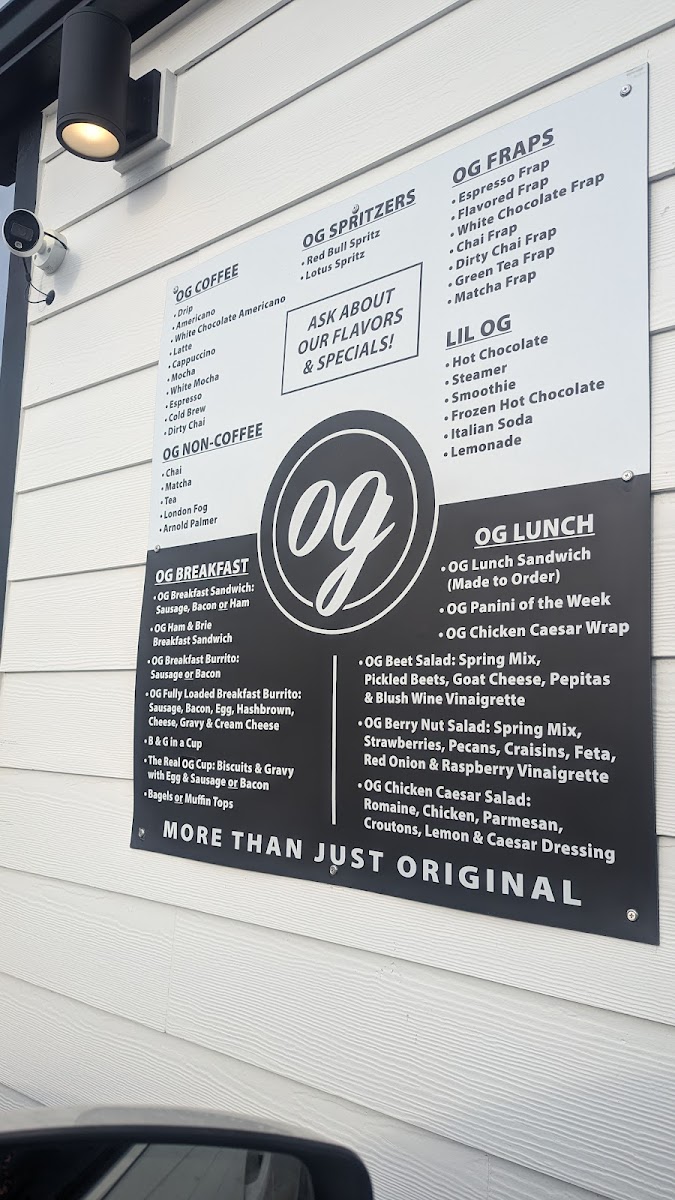 OG COFFEE
• Drip
• Americano
• White Chocolate Americano
• Latte
• Cappuccino
• Mocha
• White Mocha
• Espresso
• Cold Brew
• Dirty Chai
OG NON-COFFEE
• Chai
• Matcha
• Tea
• London Fog
• Arnold Palmer
OG SPRITZERS
• Red Bull Spritz
• Lotus Spritz
ASK ABOUT
OUR FLAVORS
& SPECIALS!
OG FRAPS
• Espresso Frap
• Flavored Frap
• White Chocolate Frap
• Chai Frap
• Dirty Chai Frap
• Green Tea Frap
• Matcha Frap
LIL OG
• Hot Chocolate
• Steamer
• Smoothie
• Frozen Hot Chocolate
• Italian Soda
• Lemonade
og
OG BREAKFAST
• OG Breakfast Sandwich:
Sausage, Bacon or Ham
• OG Ham & Brie
Breakfast Sandwich
• OG Breakfast Burrito:
Sausage or Bacon
• OG Fully Loaded Breakfast Burrito:
Sausage, Bacon, Egg, Hashbrown,
Cheese, Gravy & Cream Cheese
• B & G in a Cup
• The Real OG Cup: Biscuits & Gravy
with Egg & Sausage or Bacon
• Bagels or Muffin Tops
OG LUNCH
• OG Lunch Sandwich
(Made to Order)
• OG Panini of the Week
• OG Chicken Caesar Wrap
• OG Beet Salad: Spring Mix,
Pickled Beets, Goat Cheese, Pepitas
& Blush Wine Vinaigrette
• OG Berry Nut Salad: Spring Mix,
Strawberries, Pecans, Craisins, Feta,
Red Onion & Raspberry Vinaigrette
• OG Chicken Caesar Salad:
Romaine, Chicken, Parmesan,
Croutons, Lemon & Caesar Dressing
MORE THAN JUST ORIGINAL